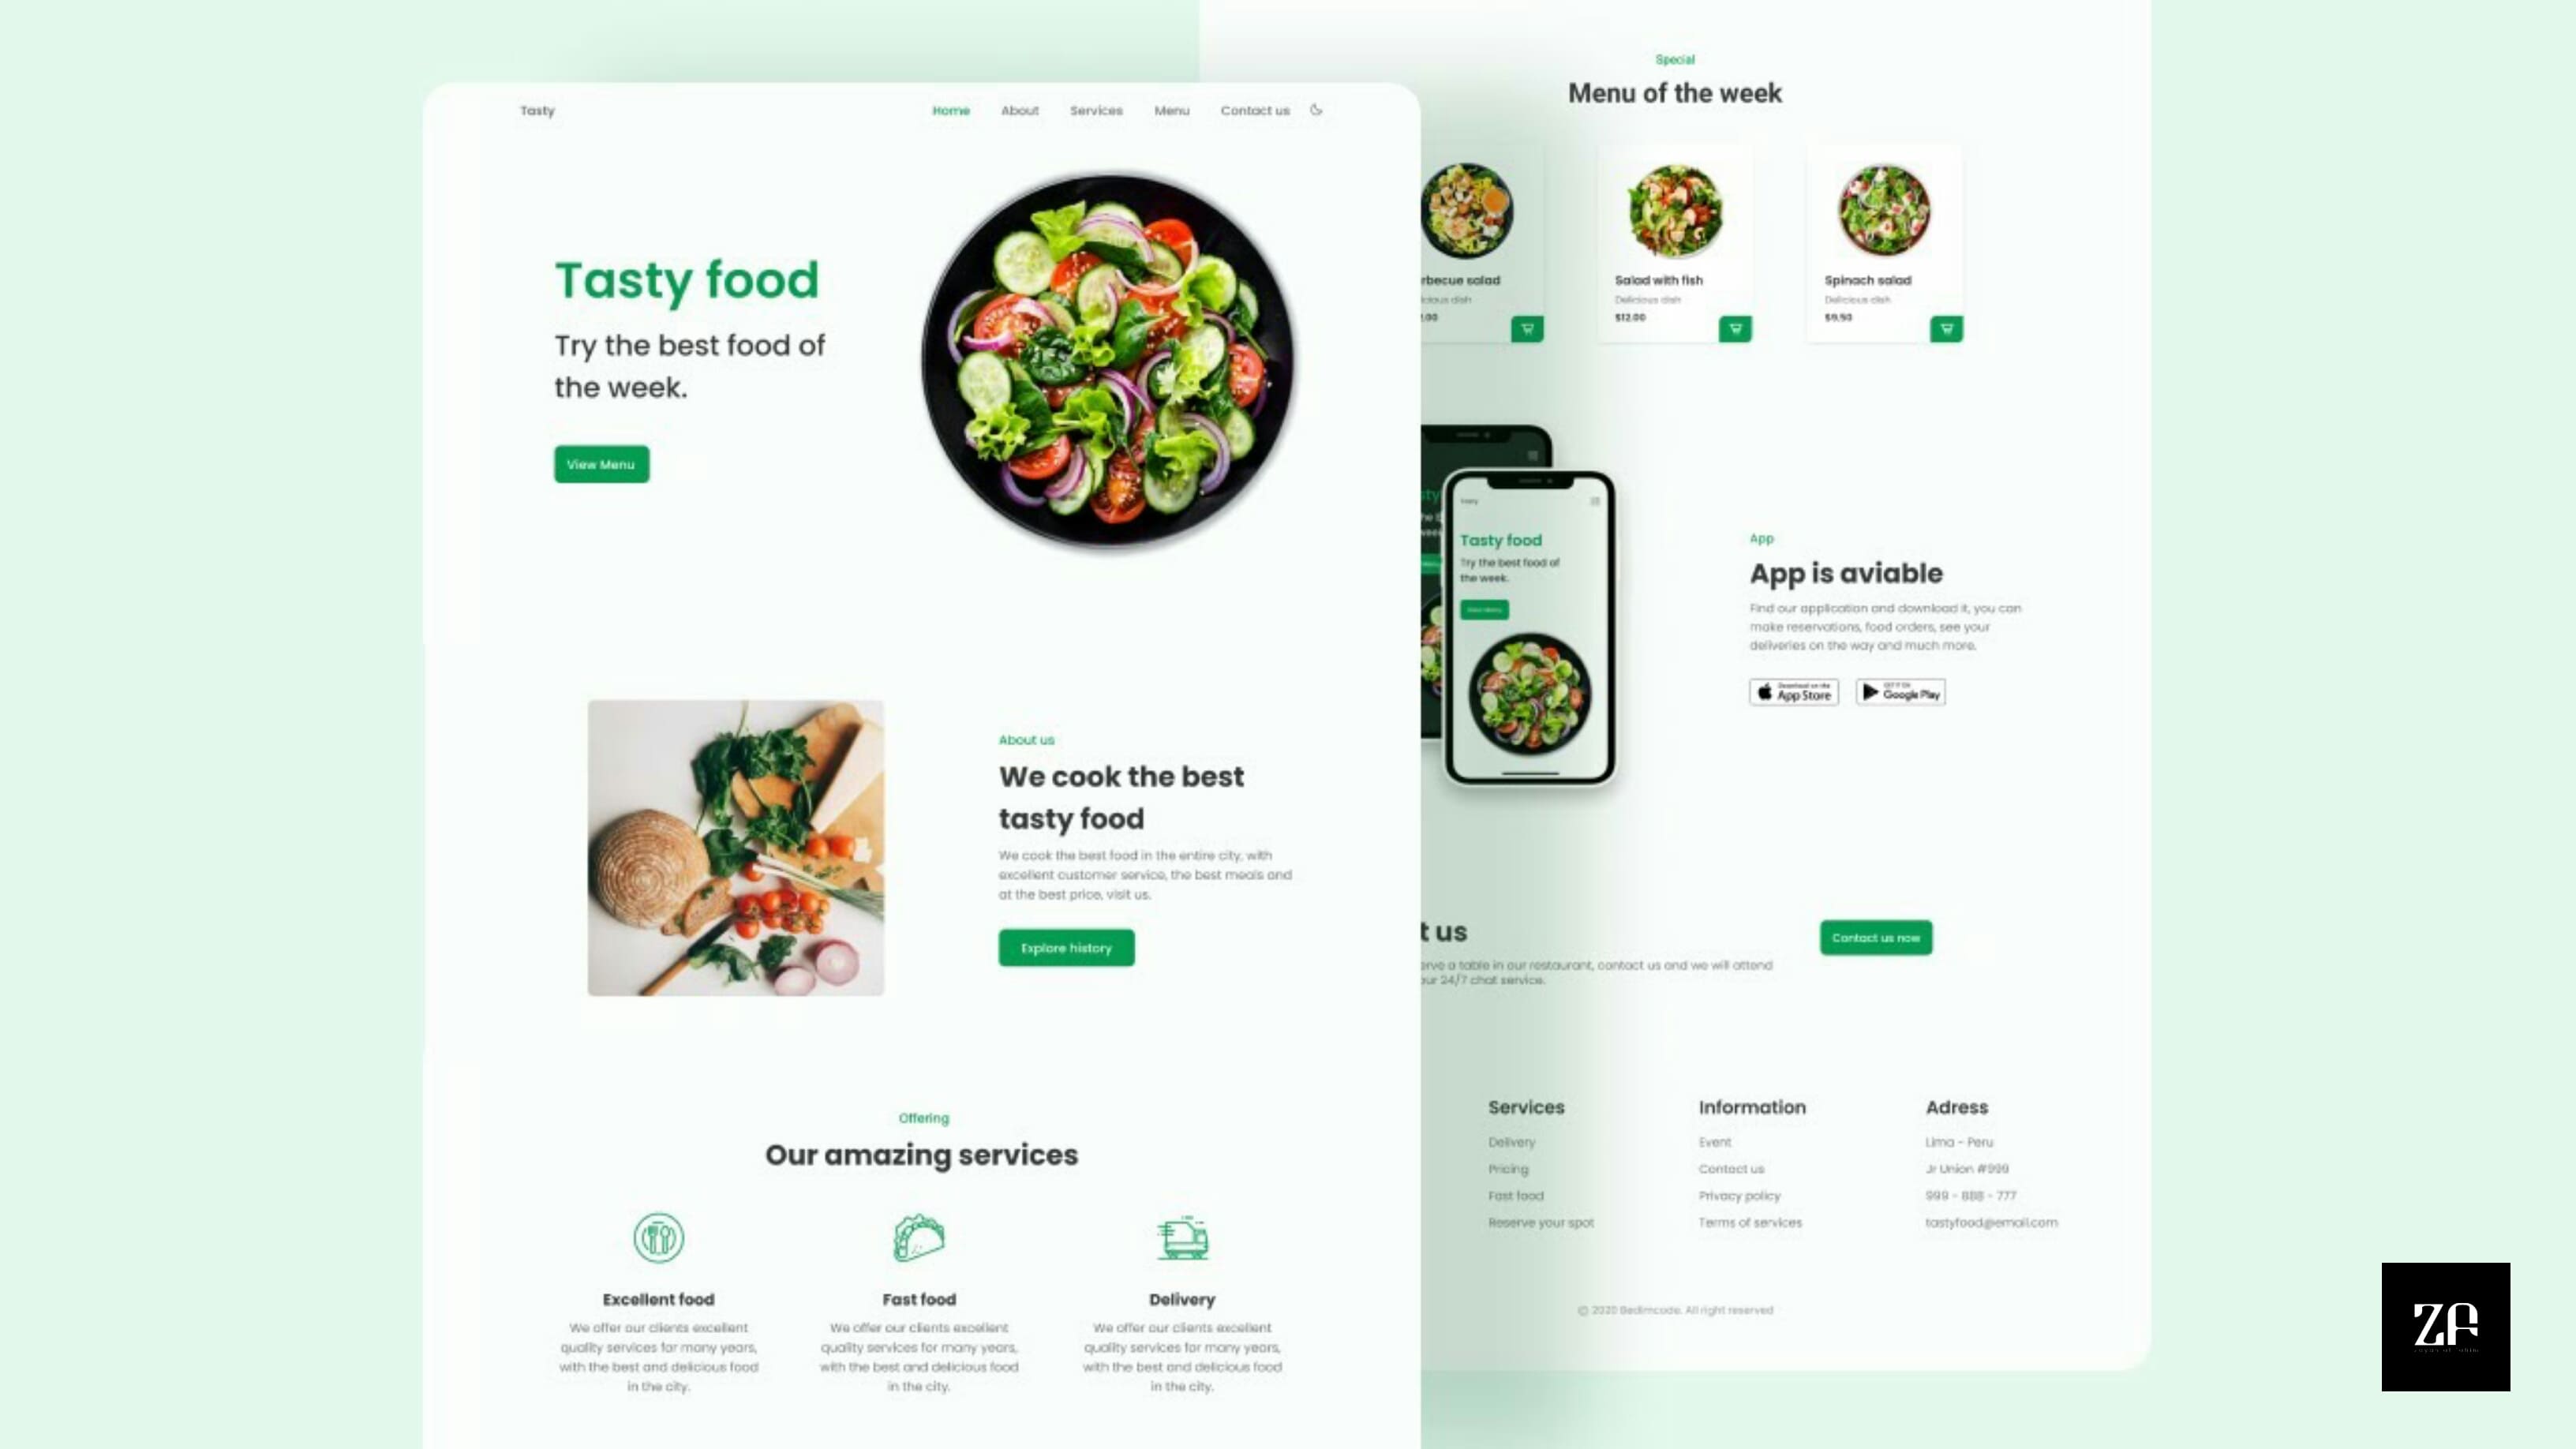 Tasty
Home About Services Menu Contact us
Tasty food
Try the best food of
the week.
View Menu
About us
We cook the best
tasty food
We cook the best food in the entire city, with
excellent customer service, the best meals and
at the best price, visit us.
Explore history
Offering
Our amazing services
Excellent food
We offer our clients excellent
quality services for many years,
with the best and delicious food
in the city.
Fast food
We offer our clients excellent
quality services for many years,
with the best and delicious food
in the city.
Delivery
We offer our clients excellent
quality services for many years,
with the best and delicious food
in the city.
Special
Menu of the week
rbecue salad
dish
.00
Salad with fish
Delicious dish
$12.00
Spinach salad
Delicious dish
$9.50
Tasty
Tasty food
Try the best food of
the week.
View Menu
App
App is aviable
Find our application and download it, you can
make reservations, food orders, see your
deliveries on the way and much more.
Download on the
App Store
GET IT ON
Google Play
t us
erve a table in our restaurant, contact us and we will attend
our 24/7 chat service.
Contact us now
Services
Delivery
Pricing
Fast food
Reserve your spot
Information
Event
Contact us
Privacy policy
Terms of services
Adress
Lima - Peru
Jr Union #999
999 - 888 - 777
tastyfood@email.com
© 2020 Bedimcode. All right reserved
ZA